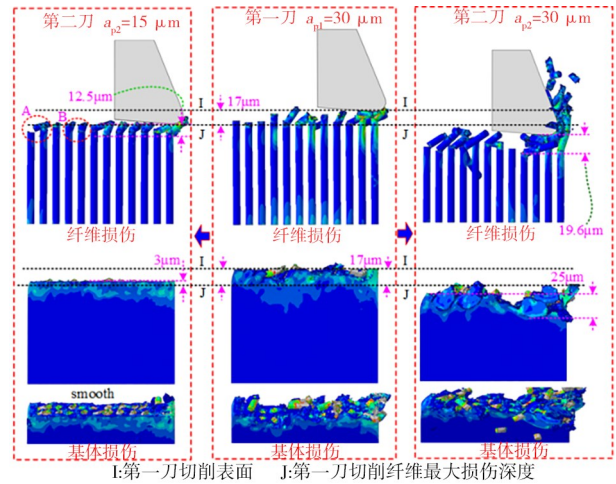 第二刀 ap2=15 μm
第一刀 ap1=30 μm
第二刀 ap2=30 μm
12.5μm
A
B
17μm
I
J
I
J
19.6μm
纤维损伤
纤维损伤
纤维损伤
3μm
17μm
I
J
I
J
25μm
smooth
基体损伤
基体损伤
基体损伤
I:第一刀切削表面 J:第一刀切削纤维最大损伤深度